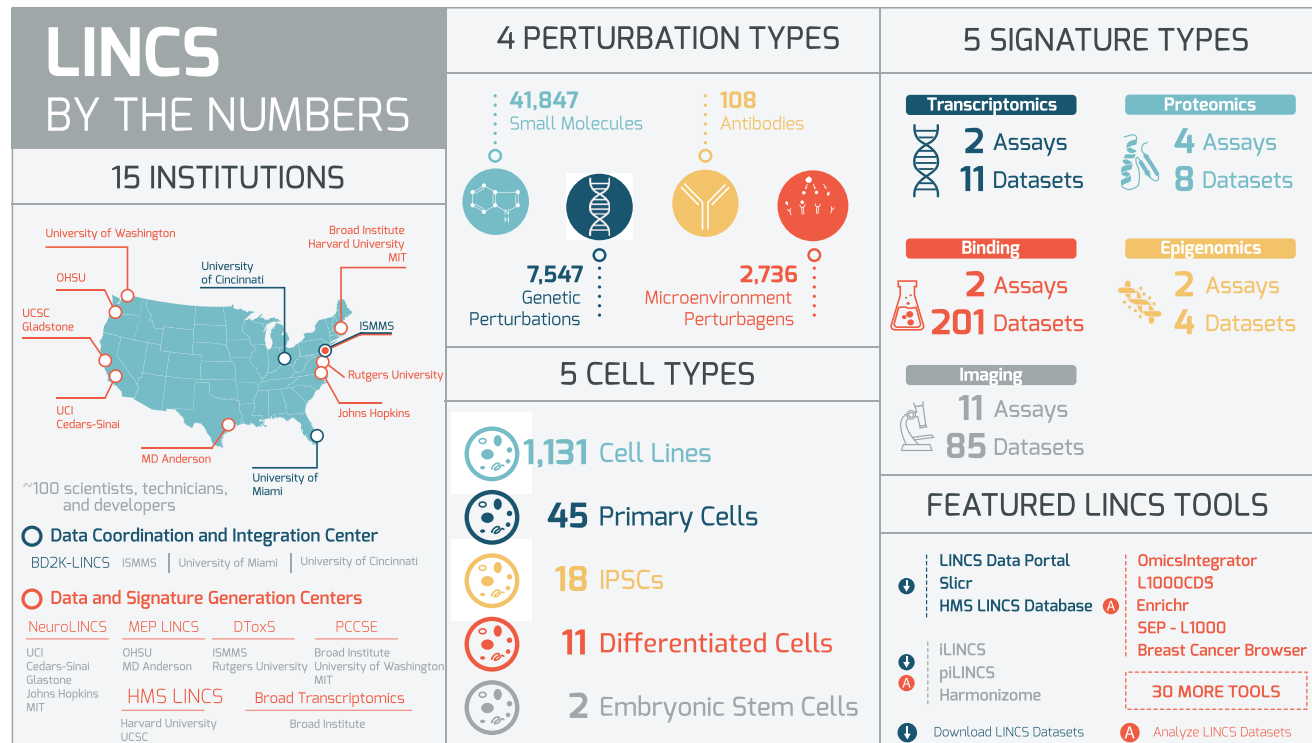 LINCS
BY THE NUMBERS
15 INSTITUTIONS
University of Washington
Broad Institute
Harvard University
MIT
University
of Cincinnati
OHSU
UCSC
Gladstone
ISMMS
Rutgers University
Johns Hopkins
UCI
Cedars-Sinai
MD Anderson
University of
Miami
~100 scientists, technicians,
and developers
Data Coordination and Integration Center
BD2K-LINCS
ISMMS
University of Miami
University of Cincinnati
Data and Signature Generation Centers
NeuroLINCS
UCI
Cedars-Sinai
Glastone
Johns Hopkins
MIT
MEP LINCS
OHSU
MD Anderson
DToxS
ISMMS
Rutgers University
PCCSE
Broad Institute
University of Washington
MIT
HMS LINCS
Harvard University
UCSC
Broad Transcriptomics
Broad Institute
4 PERTURBATION TYPES
41,847
Small Molecules
108
Antibodies
N
H
7,547
Genetic
Perturbations
2,736
Microenvironment
Perturbagens
5 CELL TYPES
1,131 Cell Lines
45 Primary Cells
18 IPSCs
11 Differentiated Cells
2 Embryonic Stem Cells
5 SIGNATURE TYPES
Transcriptomics
2 Assays
11 Datasets
Proteomics
4 Assays
8 Datasets
Binding
2 Assays
201 Datasets
Epigenomics
2 Assays
4 Datasets
Imaging
11 Assays
85 Datasets
FEATURED LINCS TOOLS
LINCS Data Portal
Slicr
HMS LINCS Database
iLINCS
piLINCS
Harmonizome
A
A
OmicsIntegrator
L1000CDS
Enrichr
SEP - L1000
Breast Cancer Browser
30 MORE TOOLS
Download LINCS Datasets
A Analyze LINCS Datasets